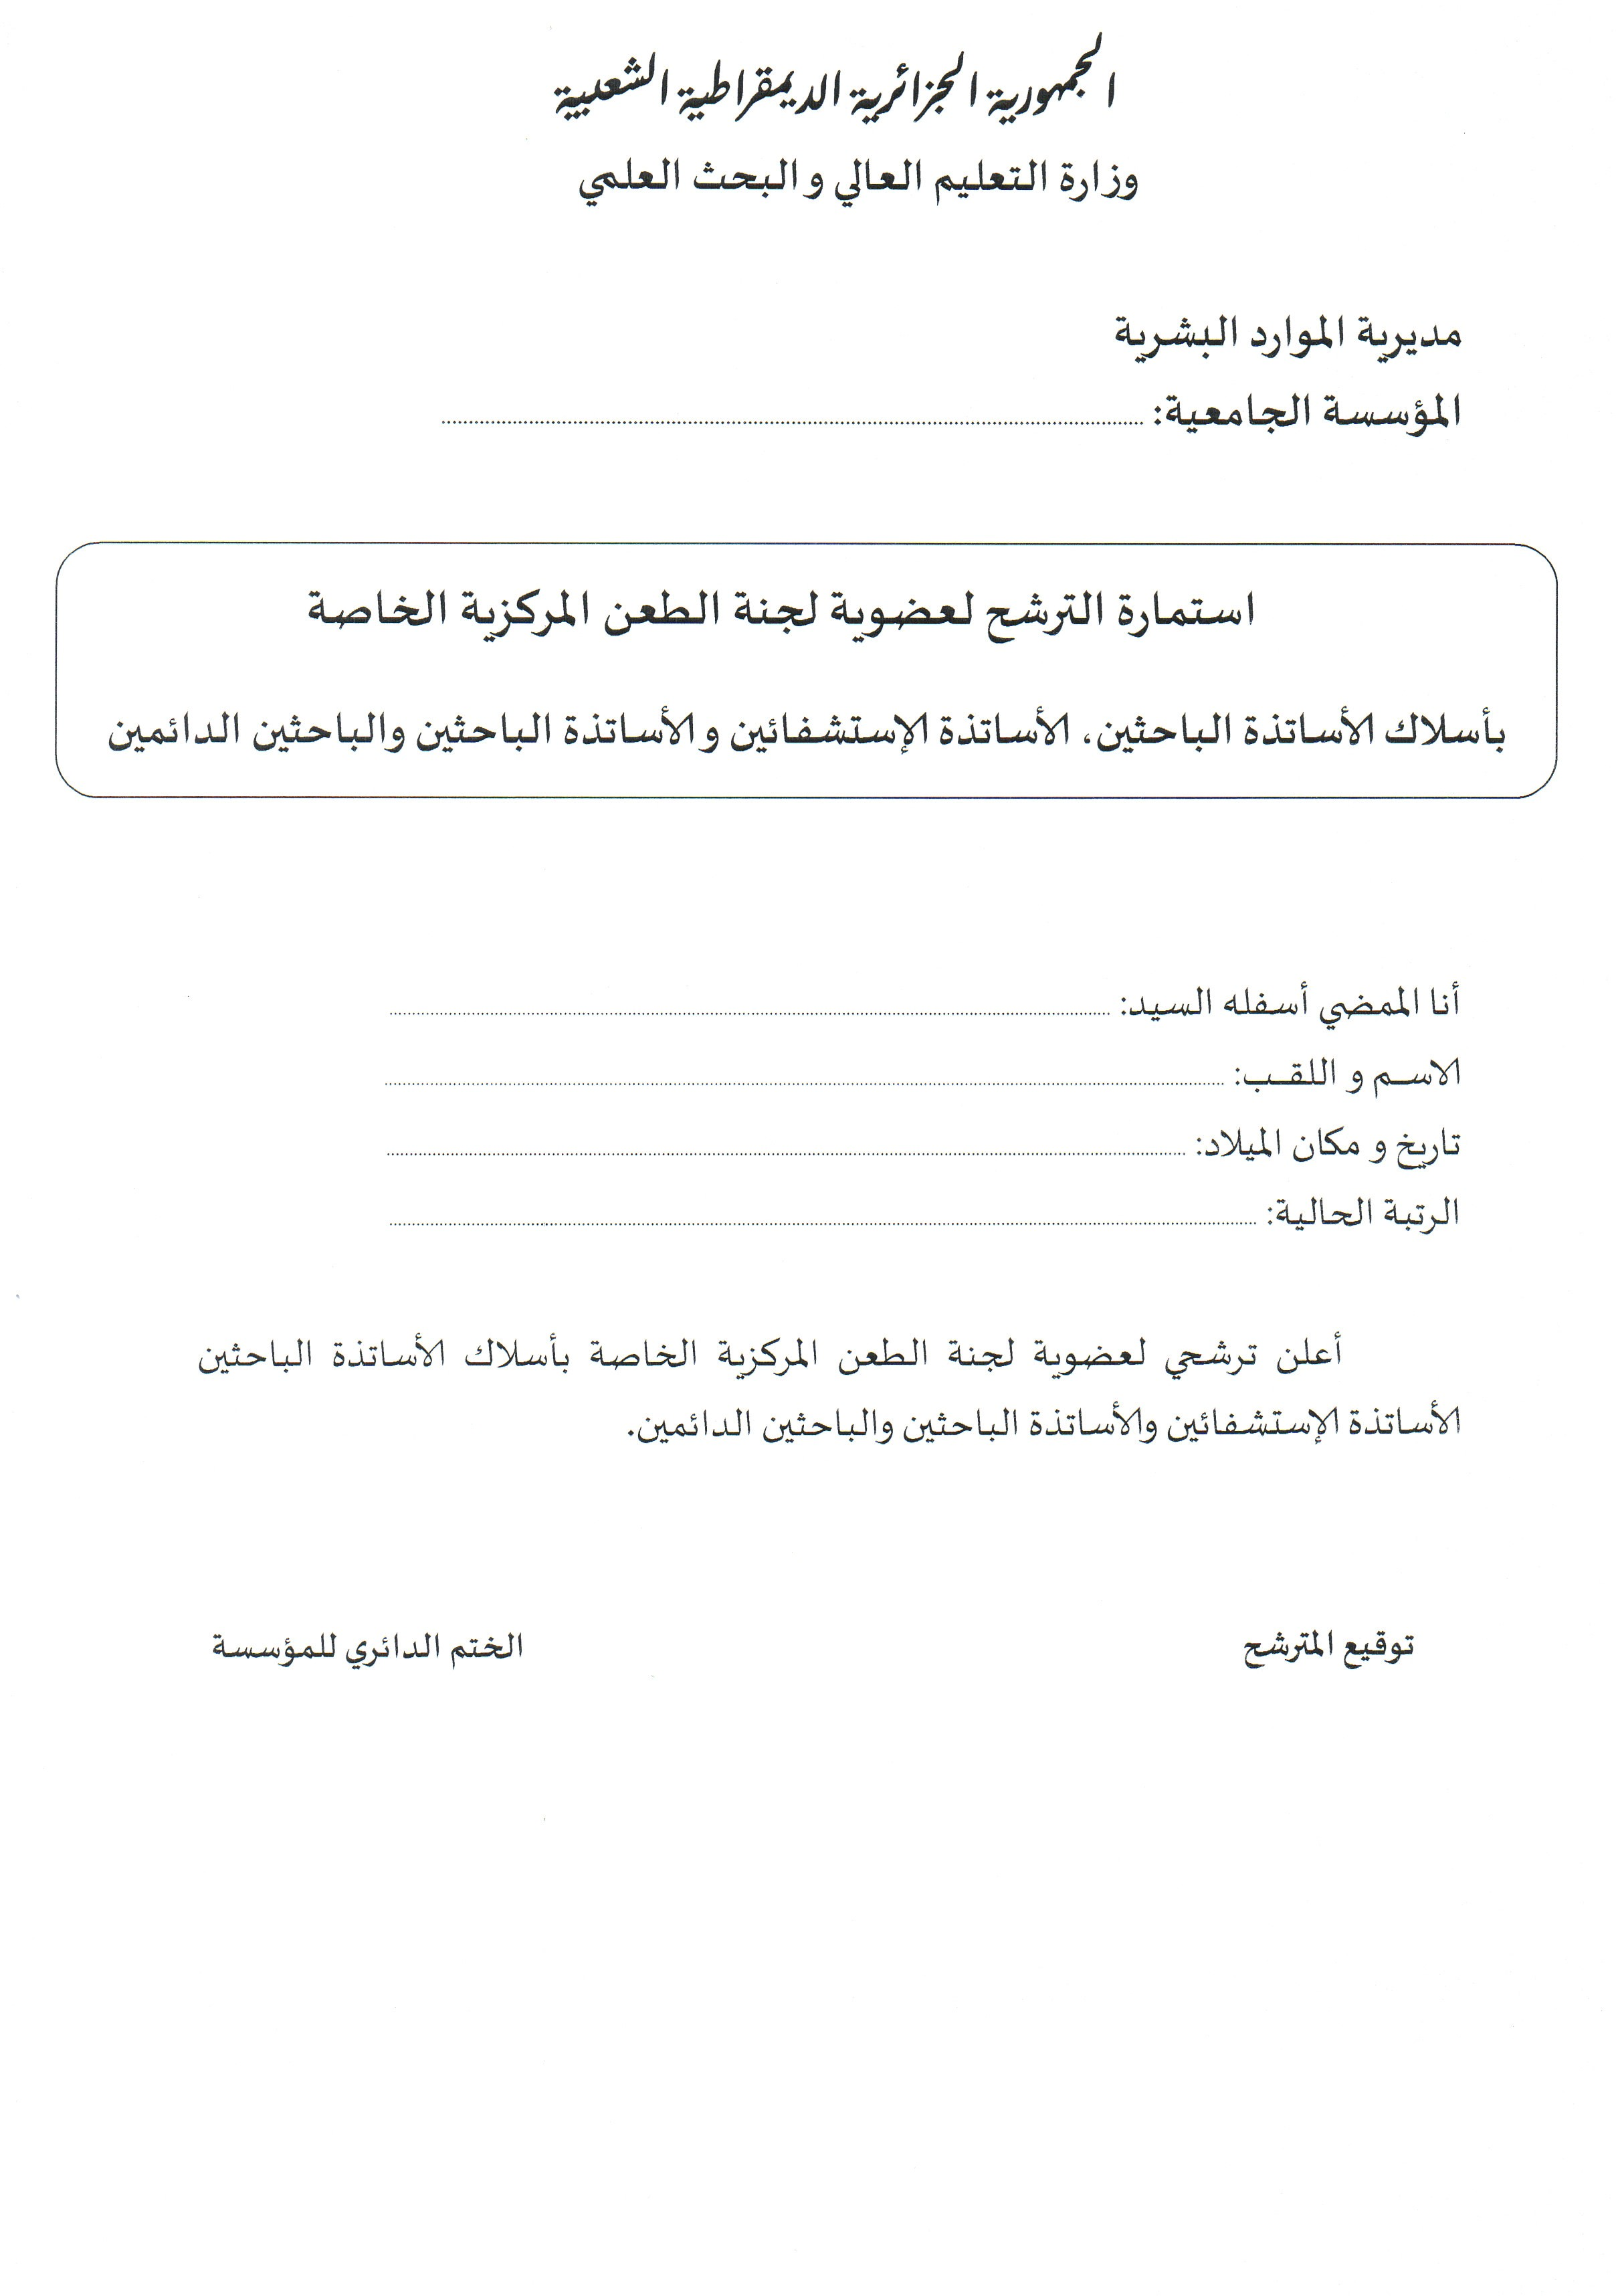 الجمهورية الجزائرية الديمقراطية الشعبية
وزارة التعليم العالي و البحث العلمي
مديرية الموارد البشرية
المؤسسة الجامعية: ........................................
استمارة الترشح لعضوية لجنة الطعن المركزية الخاصة
بأسلاك الأساتذة الباحثين، الأساتذة الإستشفائين و الأساتذة الباحثين والباحثين الدائمين
أنا الممضي أسفله السيد: ........................................
الاسـم و اللقـب: ........................................
تاريخ و مكان الميلاد: ........................................
الرتبة الحالية: ........................................
أعلن ترشحي لعضوية لجنة الطعن المركزية الخاصة بأسلاك الأساتذة الباحثين
الأساتذة الإستشفائين والأساتذة الباحثين والباحثين الدائمين.
توقيع المترشح الختم الدائري للمؤسسة